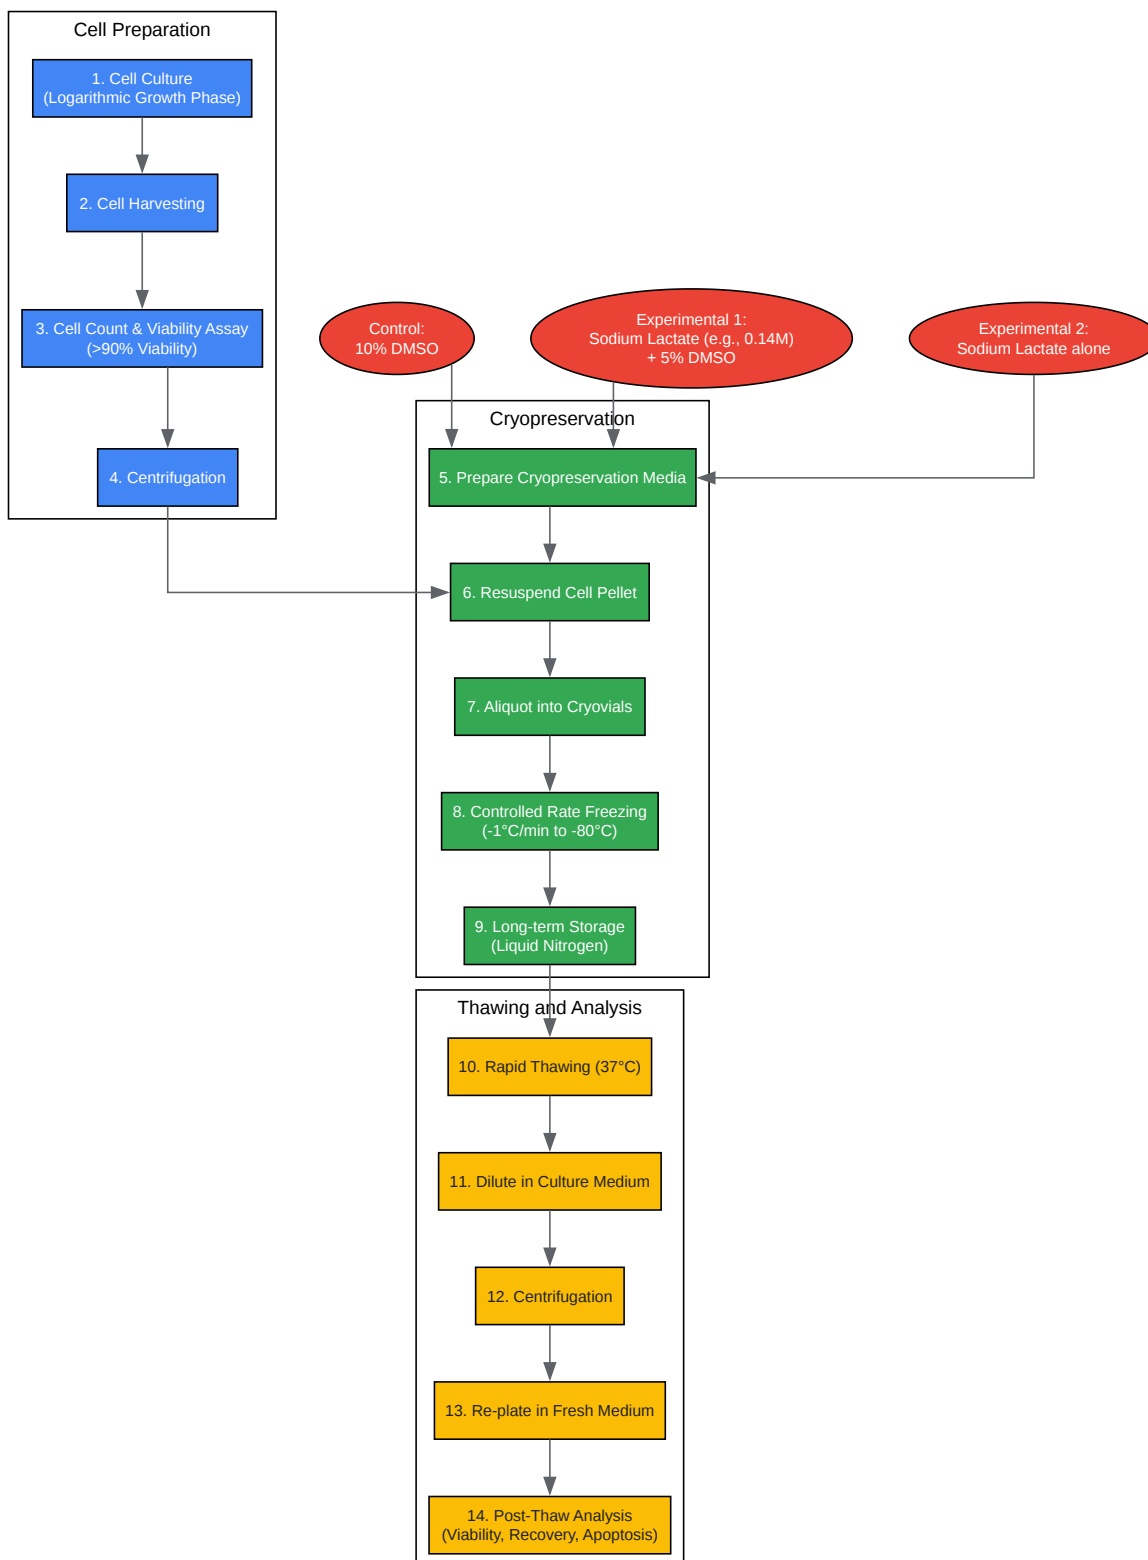 Cell Preparation
1. Cell Culture
(Logarithmic Growth Phase)
2. Cell Harvesting
3. Cell Count & Viability Assay
(>90% Viability)
4. Centrifugation
Control:
10% DMSO
Experimental 1:
Sodium Lactate (e.g., 0.14M)
+ 5% DMSO
Experimental 2:
Sodium Lactate alone
Cryopreservation
5. Prepare Cryopreservation Media
6. Resuspend Cell Pellet
7. Aliquot into Cryovials
8. Controlled Rate Freezing
(-1°C/min to -80°C)
9. Long-term Storage
(Liquid Nitrogen)
Thawing and Analysis
10. Rapid Thawing (37°C)
11. Dilute in Culture Medium
12. Centrifugation
13. Re-plate in Fresh Medium
14. Post-Thaw Analysis
(Viability, Recovery, Apoptosis)